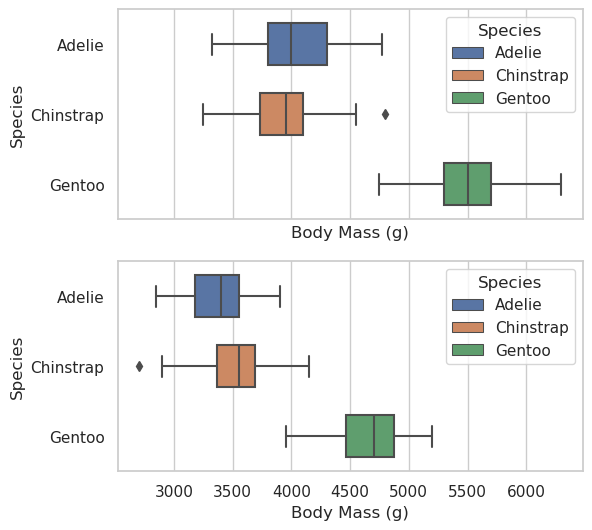 Species
Adelie
Chinstrap
Gentoo
Species
Adelie
Chinstrap
Gentoo
Body Mass (g)
Species
Adelie
Chinstrap
Gentoo
Species
Adelie
Chinstrap
Gentoo
3000 3500 4000 4500 5000 5500 6000
Body Mass (g)